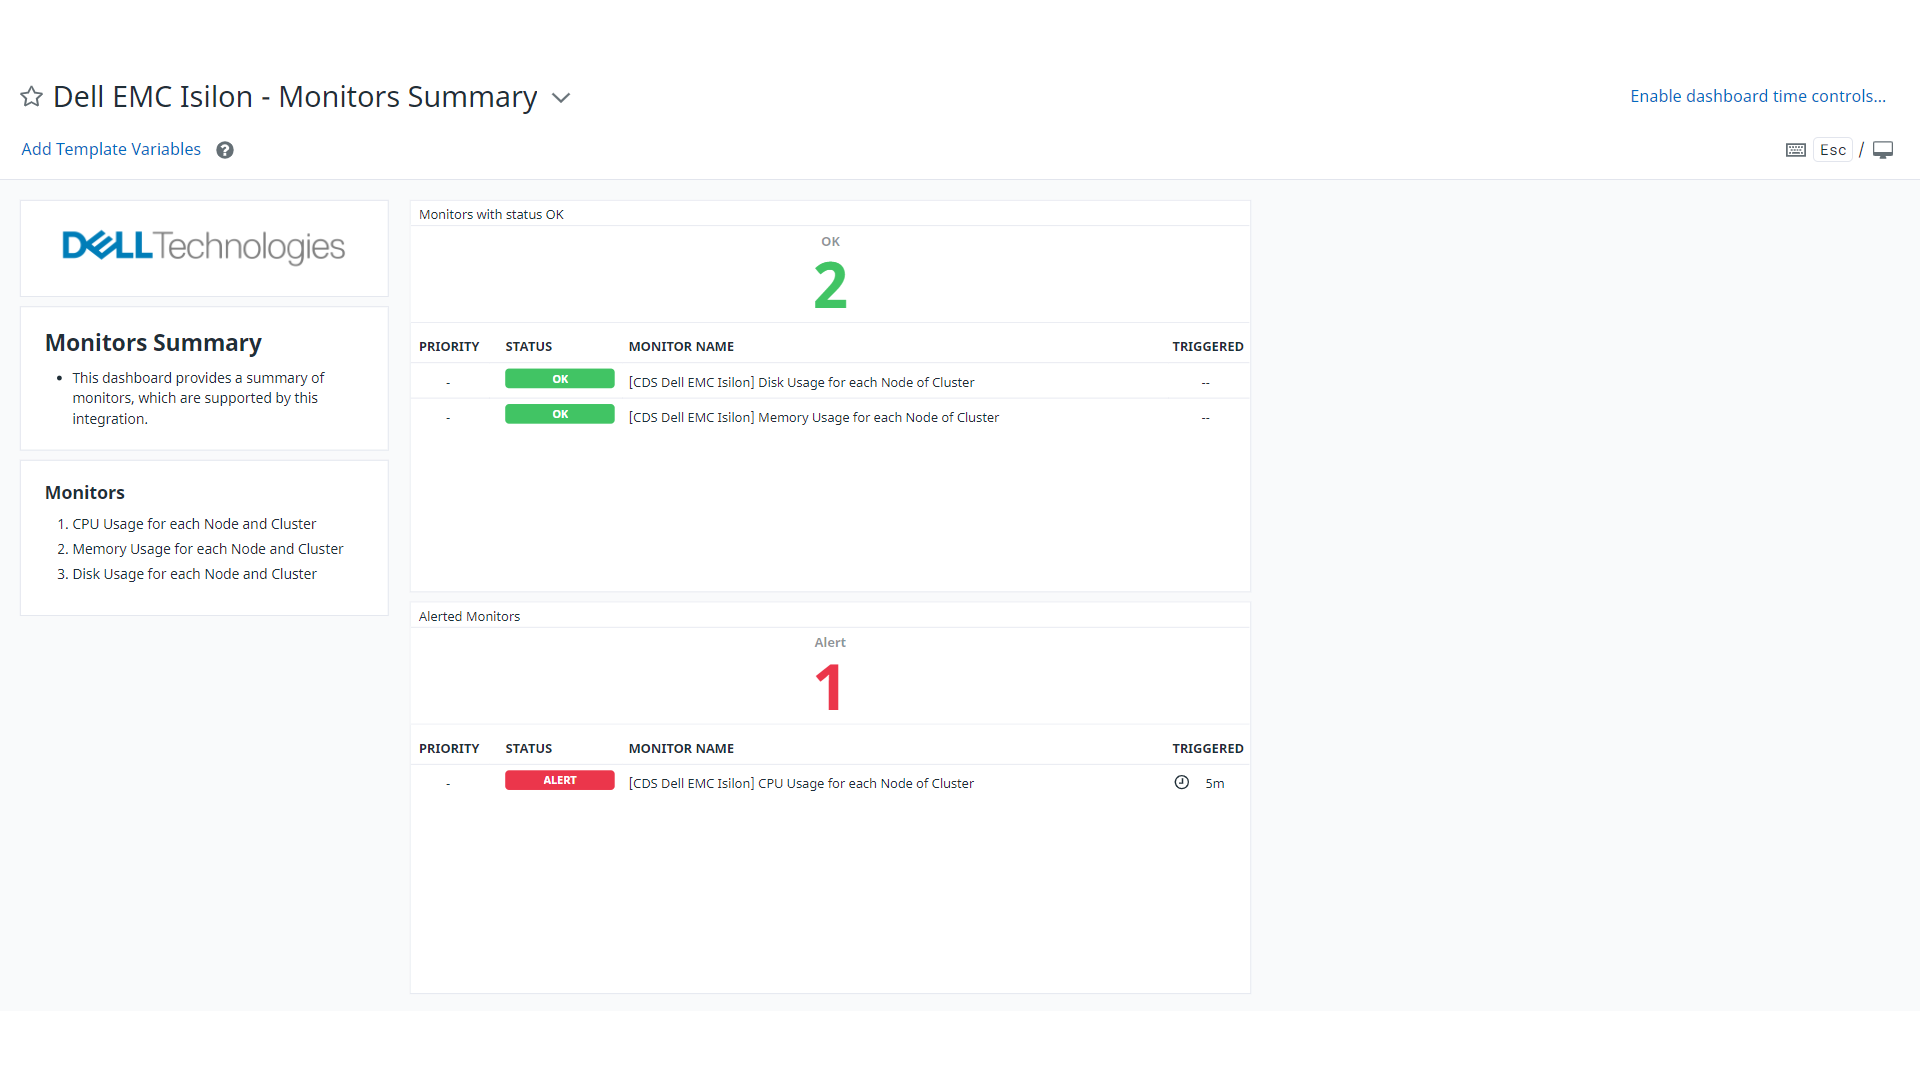 Dell EMC Isilon - Monitors Summary
Enable dashboard time controls...
Add Template Variables ?
Esc /
DELL Technologies
Monitors Summary
• This dashboard provides a summary of
monitors, which are supported by this
integration.
Monitors
1. CPU Usage for each Node and Cluster
2. Memory Usage for each Node and Cluster
3. Disk Usage for each Node and Cluster
Monitors with status OK
OK
2
PRIORITY STATUS MONITOR NAME TRIGGERED
- OK [CDS Dell EMC Isilon] Disk Usage for each Node of Cluster --
- OK [CDS Dell EMC Isilon] Memory Usage for each Node of Cluster --
Alerted Monitors
Alert
1
PRIORITY STATUS MONITOR NAME TRIGGERED
- ALERT [CDS Dell EMC Isilon] CPU Usage for each Node of Cluster 5m